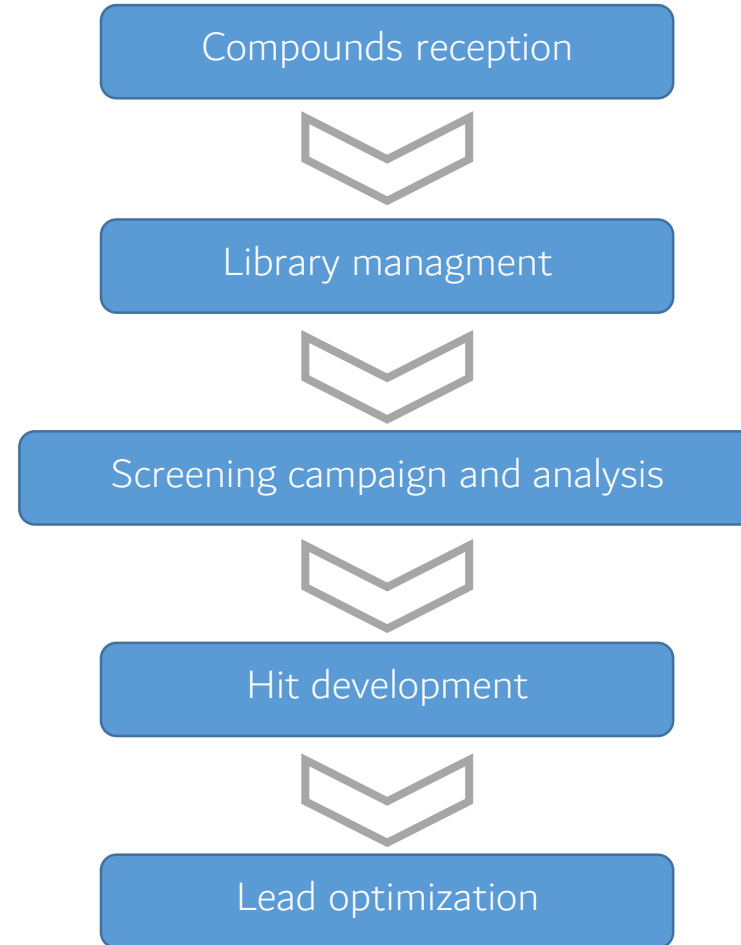 Compounds reception
Library managment
Screening campaign and analysis
Hit development
Lead optimization